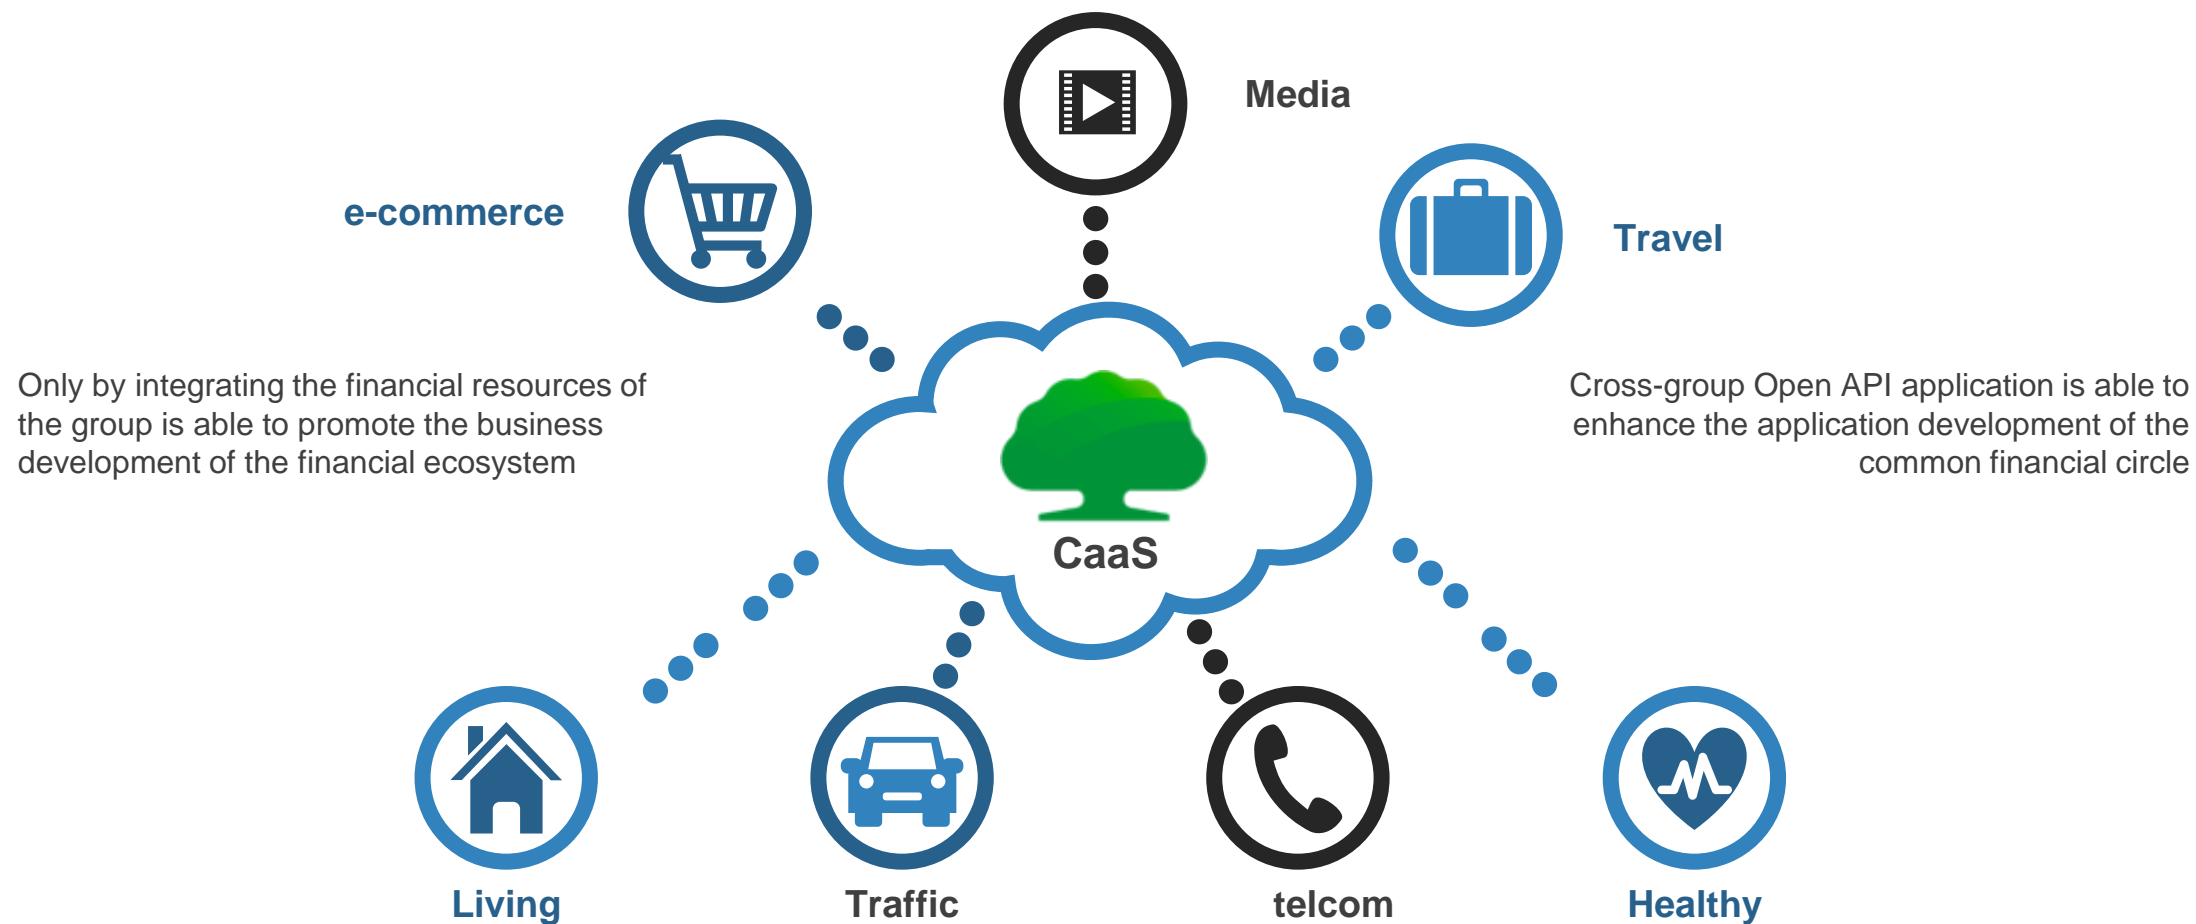 Media
e-commerce
Travel
Only by integrating the financial resources of
the group is able to promote the business
development of the financial ecosystem
Cross-group Open API application is able to
enhance the application development of the
common financial circle
CaaS
Living
Traffic
telcom
Healthy